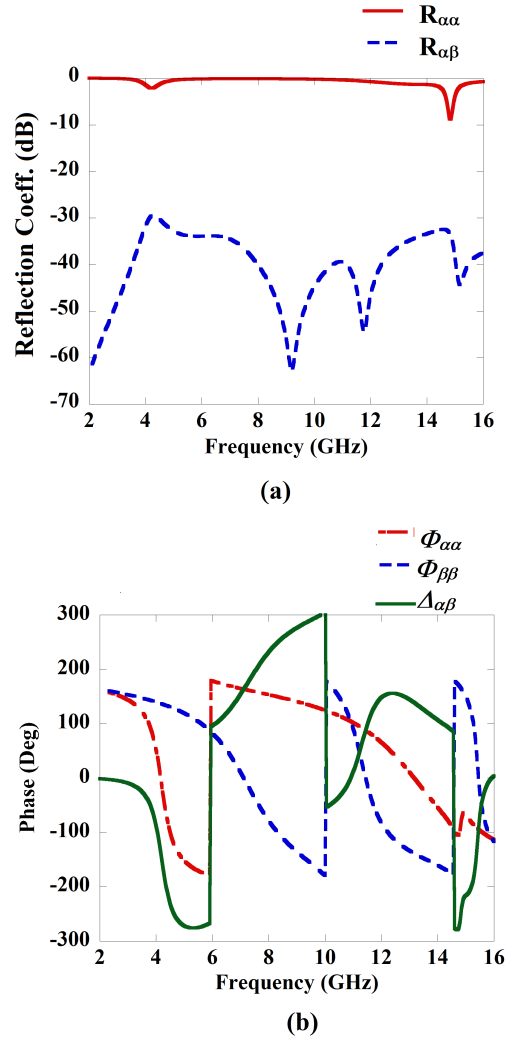 Rαα
Rαβ
Reflection Coeff. (dB)
0
-10
-20
-30
-40
-50
-60
-70
2 4 6 8 10 12 14 16
Frequency (GHz)
(a)
Φαα
Φββ
Δαβ
Phase (Deg)
300
200
100
0
-100
-200
-300
2 4 6 8 10 12 14 16
Frequency (GHz)
(b)